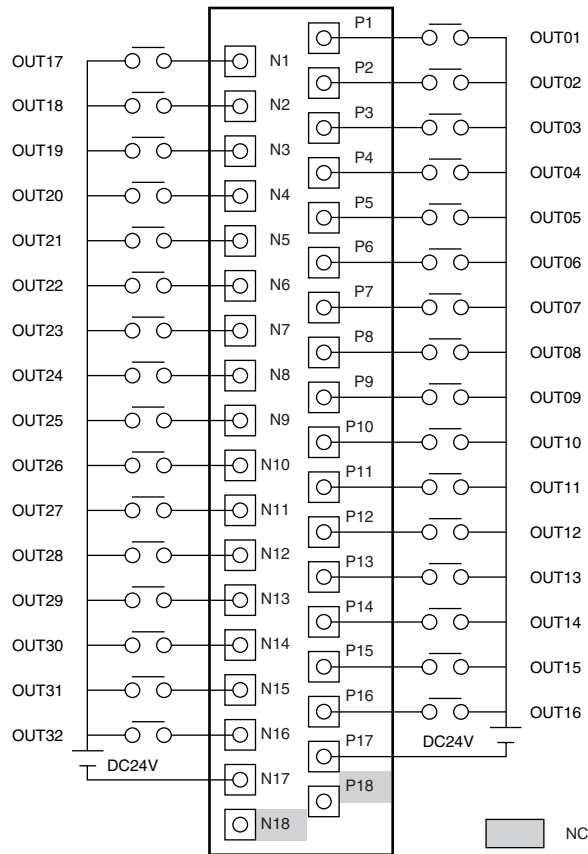 P1 OUT01
OUT17 N1
P2 OUT02
OUT18 N2
P3 OUT03
OUT19 N3
P4 OUT04
OUT20 N4
P5 OUT05
OUT21 N5
P6 OUT06
OUT22 N6
P7 OUT07
OUT23 N7
P8 OUT08
OUT24 N8
P9 OUT09
OUT25 N9
P10 OUT10
OUT26 N10
P11 OUT11
OUT27 N11
P12 OUT12
OUT28 N12
P13 OUT13
OUT29 N13
P14 OUT14
OUT30 N14
P15 OUT15
OUT31 N15
P16 OUT16
OUT32 N16
P17 DC24V
DC24V N17
P18
N18
NC